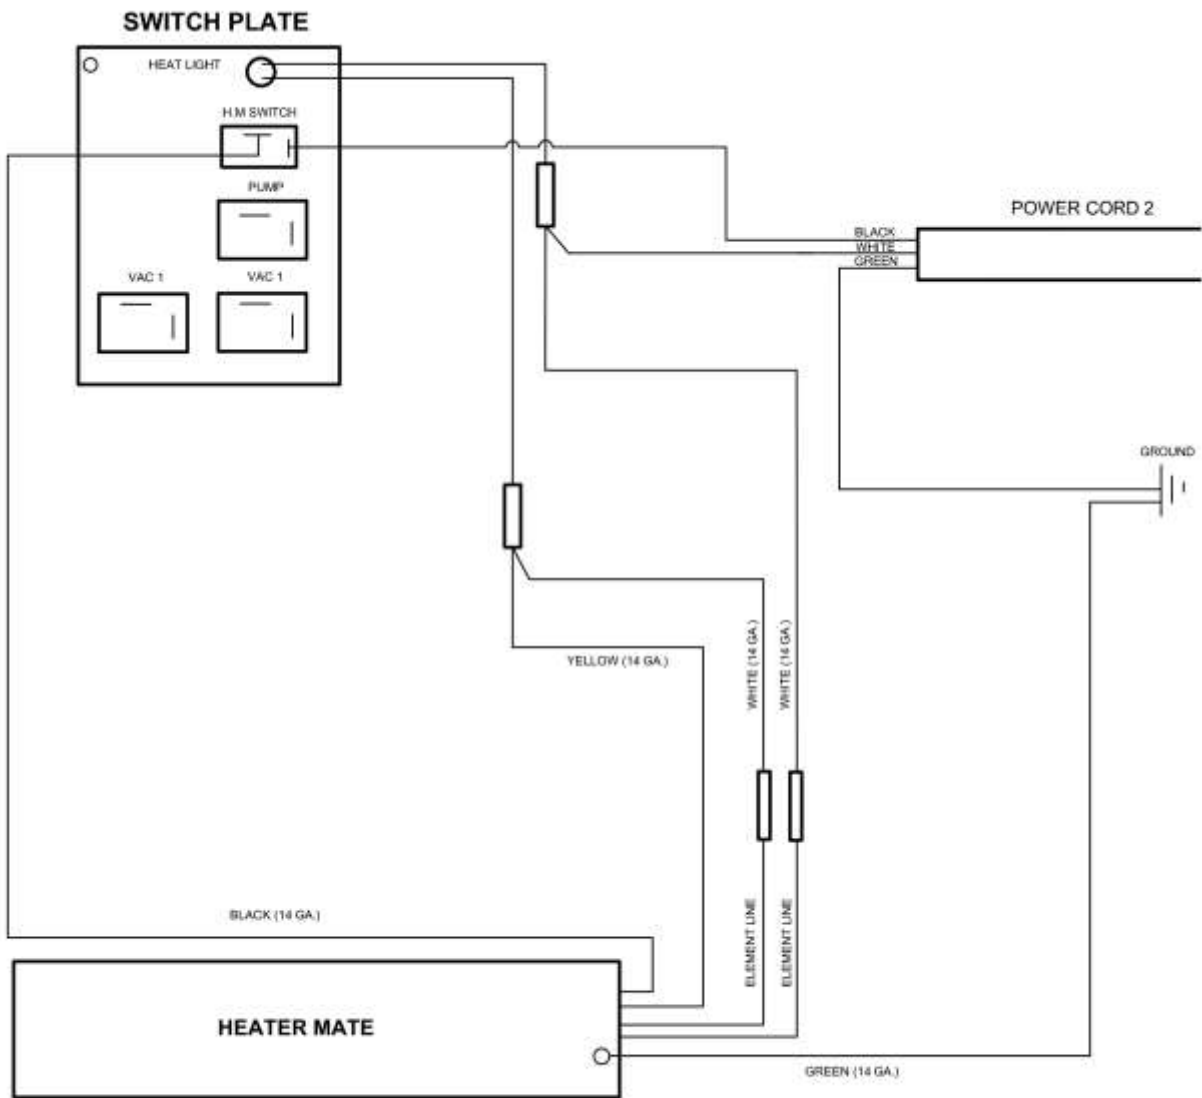 SWITCH PLATE
HEAT LIGHT
H.M SWITCH
PUMP
VAC 1
VAC 1
POWER CORD 2
BLACK
WHITE
GREEN
GROUND
YELLOW (14 GA.)
WHITE (14 GA.)
WHITE (14 GA.)
ELEMENT LINE
ELEMENT LINE
BLACK (14 GA.)
HEATER MATE
GREEN (14 GA.)